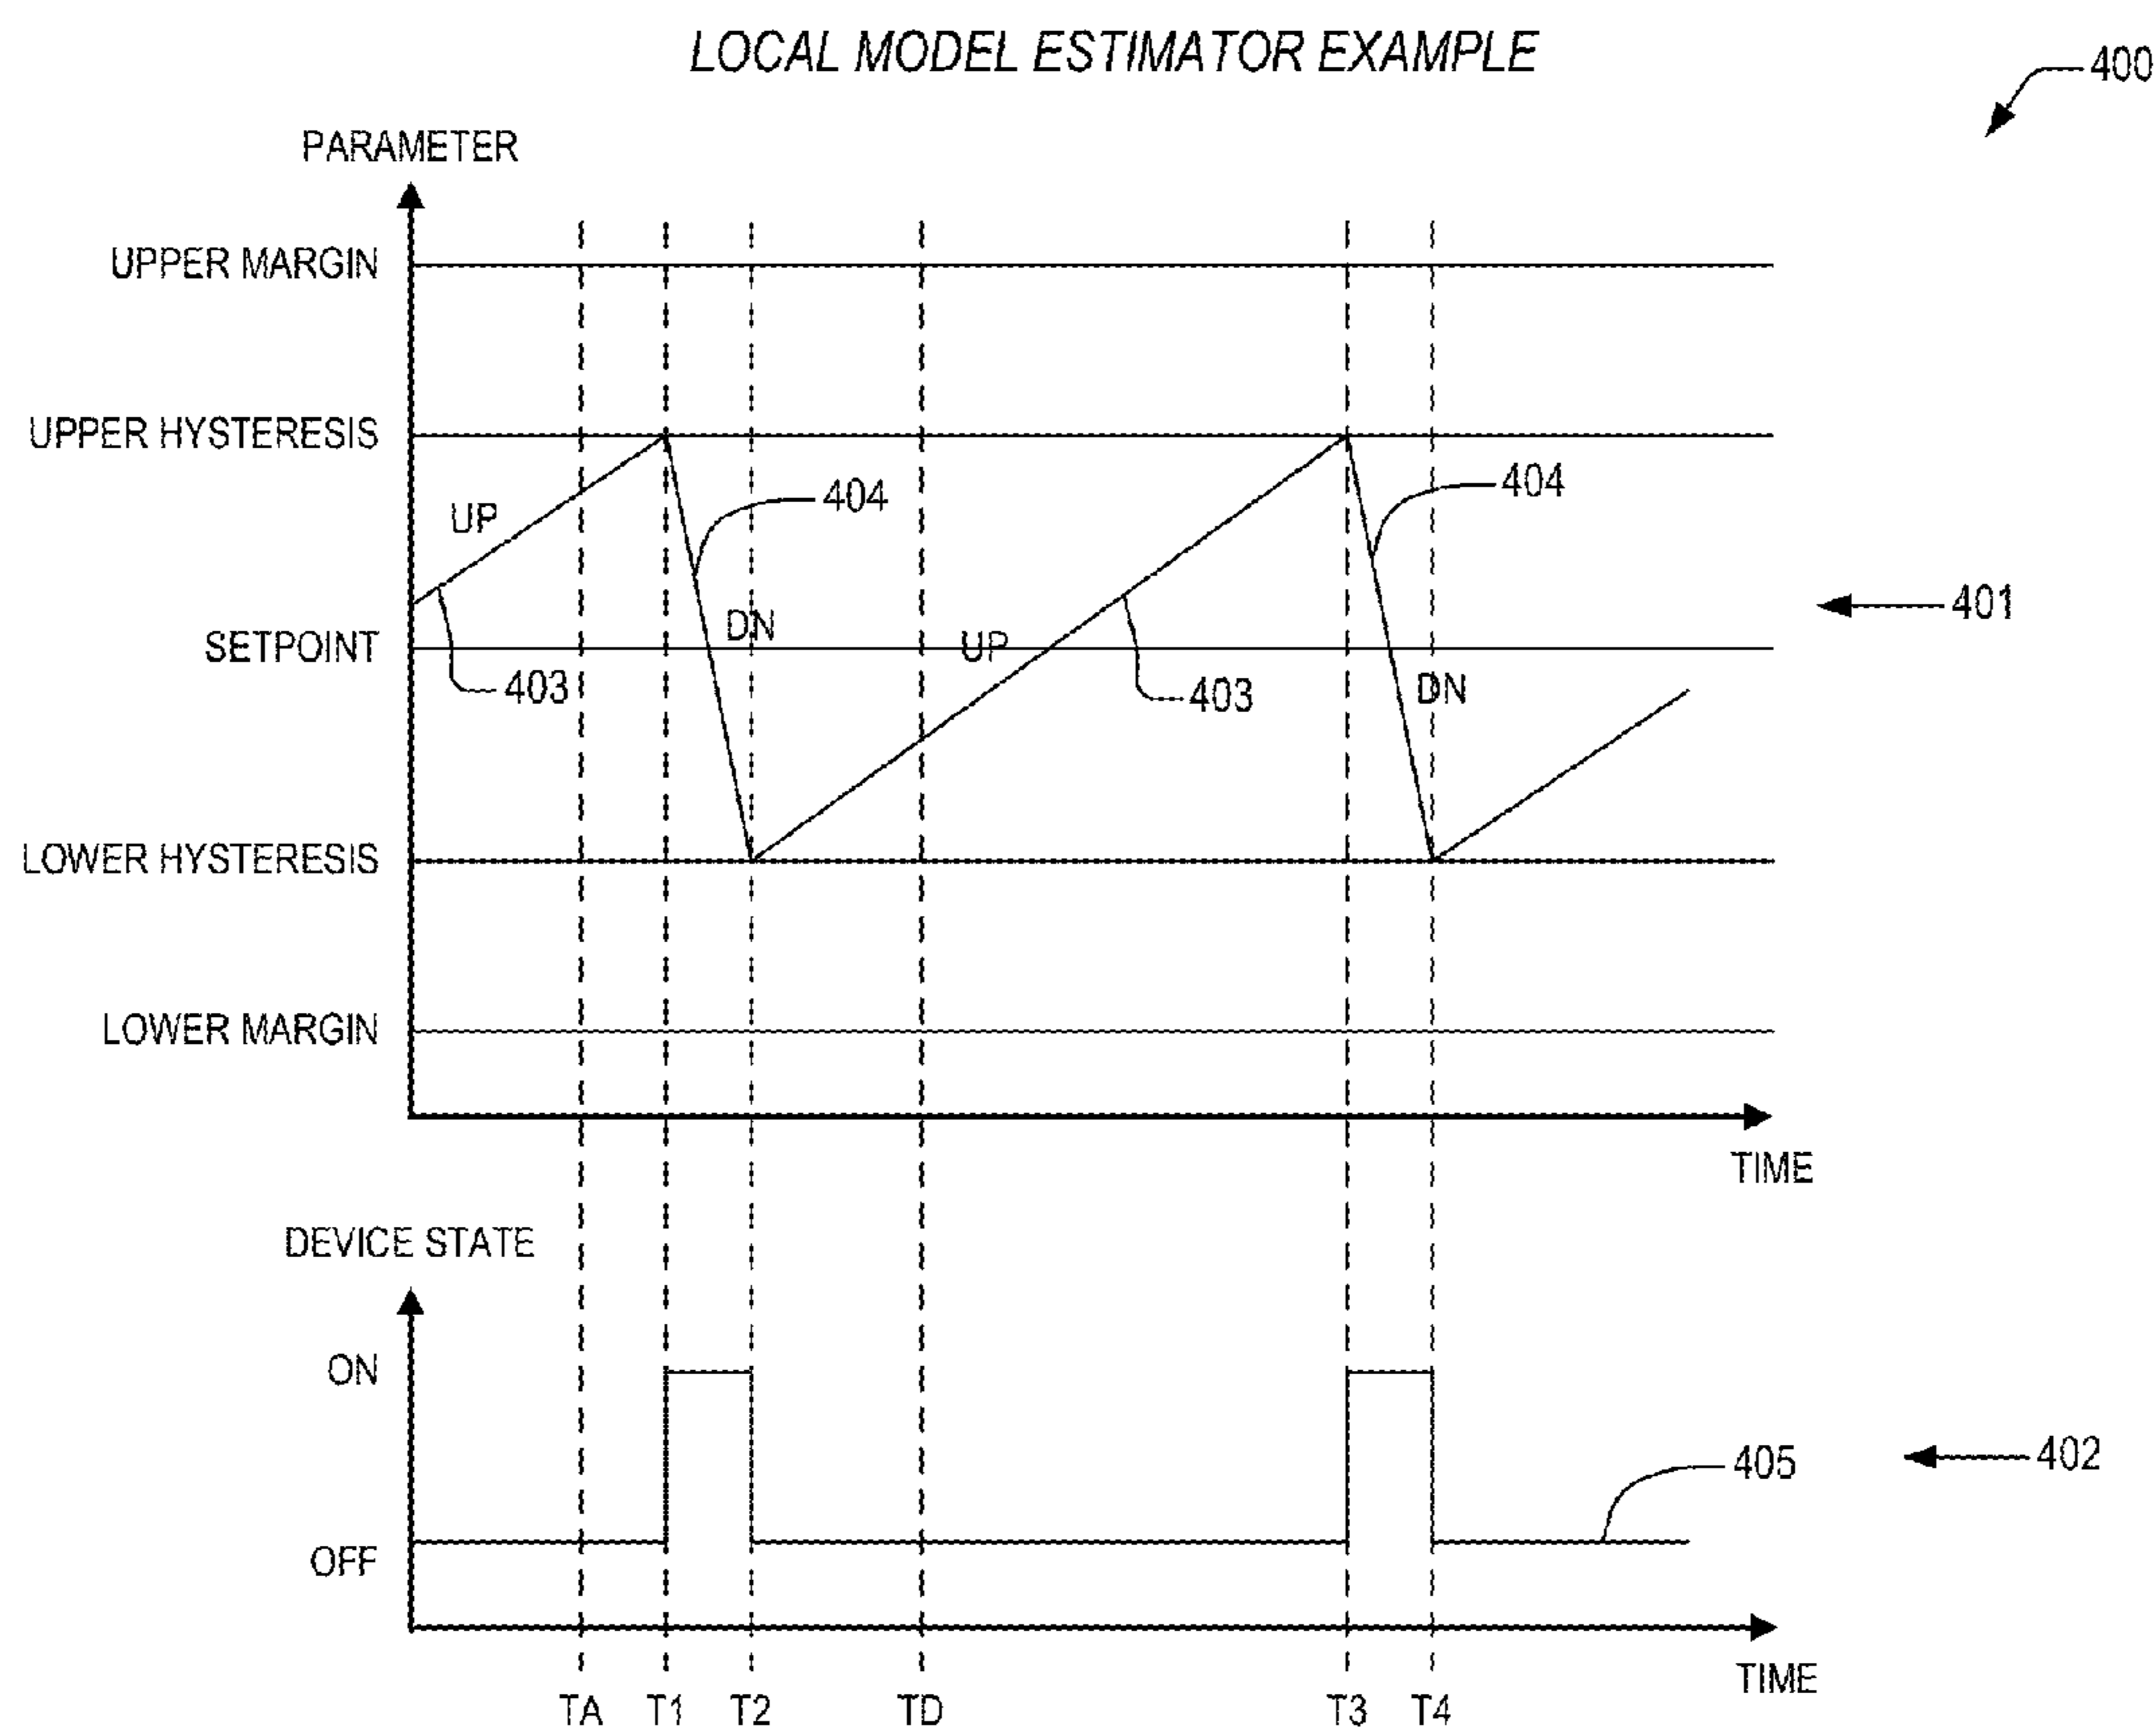 LOCAL MODEL ESTIMATOR EXAMPLE
400
PARAMETER
UPPER MARGIN
UPPER HYSTERESIS
404
404
UP
401
DN
SETPOINT
UP
403
403
DN
LOWER HYSTERESIS
LOWER MARGIN
TIME
DEVICE STATE
ON
405
402
OFF
TIME
TA T1 T2 TD T3 T4